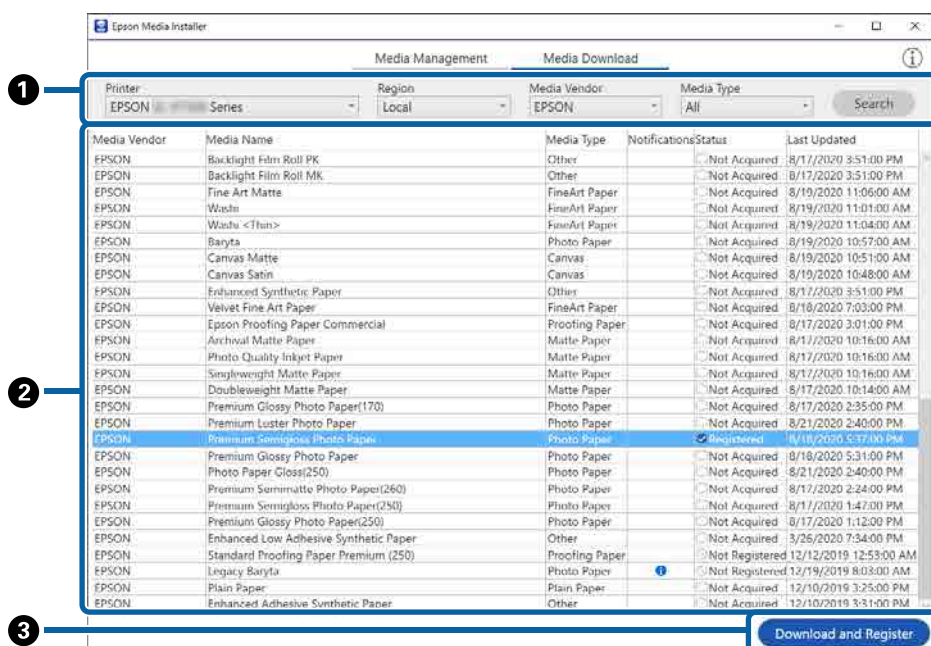 Epson Media Installer
Media Management Media Download
1
Printer Region Media Vendor Media Type
EPSON Series Local EPSON All Search
2
Media Vendor Media Name Media Type Notifications Status Last Updated
EPSON Backlight Film Roll PK Other Not Acquired 8/17/2020 3:51:00 PM
EPSON Backlight Film Roll MK Other Not Acquired 8/17/2020 3:51:00 PM
EPSON Fine Art Matte FineArt Paper Not Acquired 8/19/2020 11:06:00 AM
EPSON Washi FineArt Paper Not Acquired 8/19/2020 11:01:00 AM
EPSON Washi <Thin> FineArt Paper Not Acquired 8/19/2020 11:04:00 AM
EPSON Baryta Photo Paper Not Acquired 8/19/2020 10:57:00 AM
EPSON Canvas Matte Canvas Not Acquired 8/19/2020 10:51:00 AM
EPSON Canvas Satin Canvas Not Acquired 8/19/2020 10:48:00 AM
EPSON Enhanced Synthetic Paper Other Not Acquired 8/17/2020 3:51:00 PM
EPSON Velvet Fine Art Paper FineArt Paper Not Acquired 8/18/2020 7:03:00 PM
EPSON Epson Proofing Paper Commercial Proofing Paper Not Acquired 8/17/2020 3:01:00 PM
EPSON Archival Matte Paper Matte Paper Not Acquired 8/17/2020 10:16:00 AM
EPSON Photo Quality Inkjet Paper Matte Paper Not Acquired 8/17/2020 10:16:00 AM
EPSON Singleweight Matte Paper Matte Paper Not Acquired 8/17/2020 10:16:00 AM
EPSON Doubleweight Matte Paper Matte Paper Not Acquired 8/17/2020 10:14:00 AM
EPSON Premium Glossy Photo Paper(170) Photo Paper Not Acquired 8/17/2020 2:35:00 PM
EPSON Premium Luster Photo Paper Photo Paper Not Acquired 8/21/2020 2:40:00 PM
EPSON Premium Semigloss Photo Paper Photo Paper Registered 8/18/2020 5:37:00 PM
EPSON Premium Glossy Photo Paper Photo Paper Not Acquired 8/18/2020 5:31:00 PM
EPSON Photo Paper Gloss(250) Photo Paper Not Acquired 8/21/2020 2:40:00 PM
EPSON Premium Semimatte Photo Paper(260) Photo Paper Not Acquired 8/17/2020 2:24:00 PM
EPSON Premium Semigloss Photo Paper(250) Photo Paper Not Acquired 8/17/2020 1:47:00 PM
EPSON Premium Glossy Photo Paper(250) Photo Paper Not Acquired 8/17/2020 1:12:00 PM
EPSON Enhanced Low Adhesive Synthetic Paper Other Not Acquired 3/26/2020 7:34:00 PM
EPSON Standard Proofing Paper Premium (250) Proofing Paper Not Registered 12/12/2019 12:53:00 AM
EPSON Legacy Baryta Photo Paper Not Registered 12/19/2019 8:03:00 AM
EPSON Plain Paper Plain Paper Not Acquired 12/10/2019 3:25:00 PM
EPSON Enhanced Adhesive Synthetic Paper Other Not Acquired 12/10/2019 3:31:00 PM
3
Download and Register